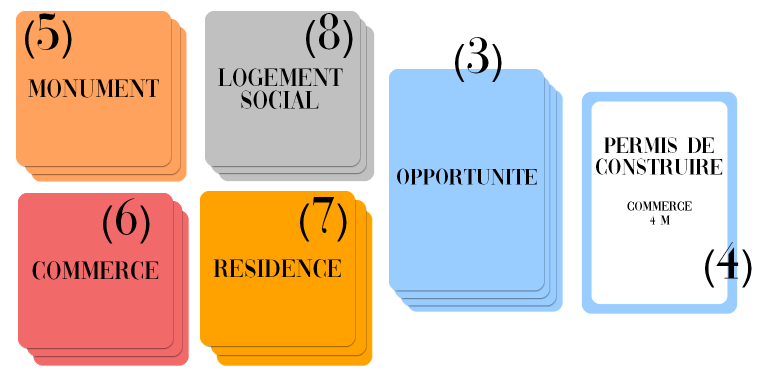 (5)
MONUMENT
(8)
LOGEMENT
SOCIAL
(3)
OPPORTUNITE
PERMIS DE
CONSTRUIRE
COMMERCE
4 M
(4)
(6)
COMMERCE
(7)
RESIDENCE